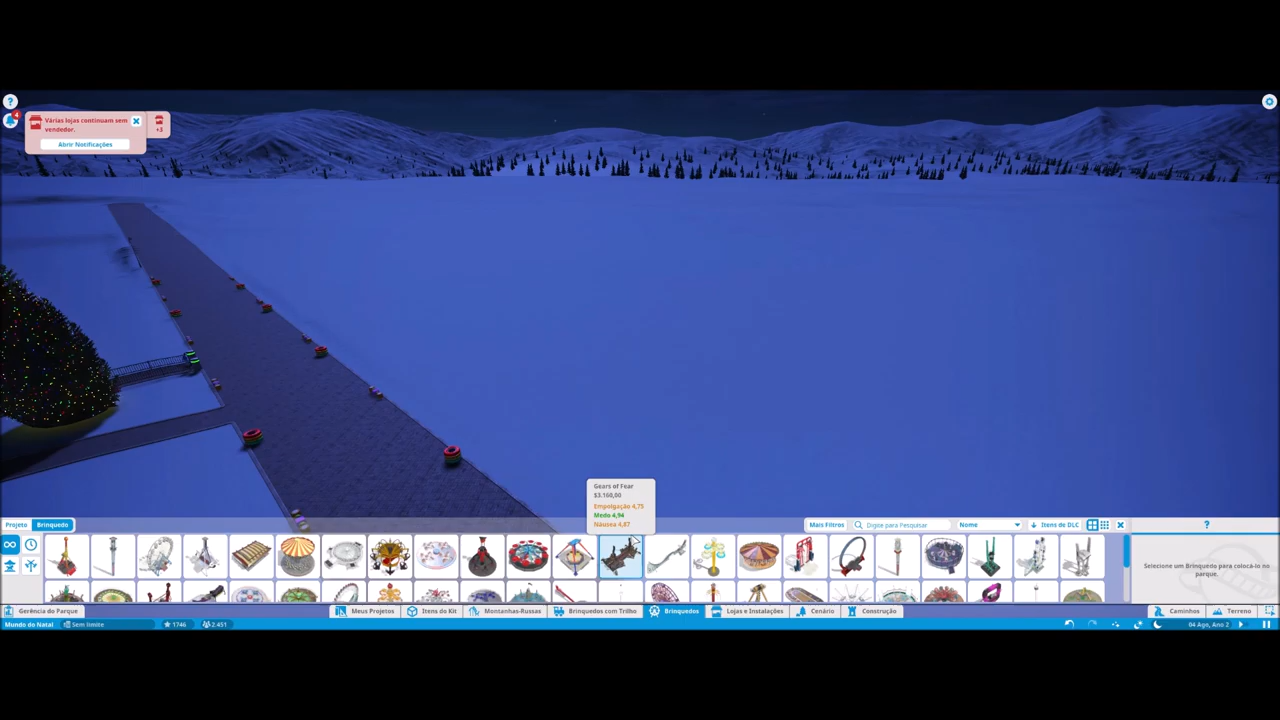 ?
4
Várias lojas continuam sem
vendedor.
+3
Abrir Notificações
Gears of Fear
$3.160,00
Empolgação 4,75
Medo 4,94
Náusea 4,87
Projeto
Brinquedo
Mais Filtros
Digite para Pesquisar
Nome
Itens de DLC
?
Selecione um Brinquedo para colocá-lo no
parque.
Gerência do Parque
Meus Projetos
Itens do Kit
Montanhas-Russas
Brinquedos com Trilho
Brinquedos
Lojas e Instalações
Cenário
Construção
Caminhos
Terreno
Mundo do Natal
Sem limite
1746
2.451
04 Ago, Ano 2